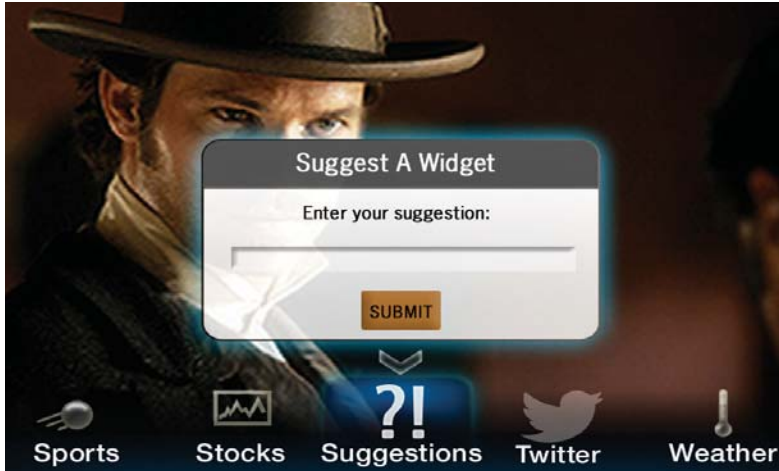 Suggest A Widget
Enter your suggestion:
SUBMIT
?!
Sports Stocks Suggestions Twitter Weather